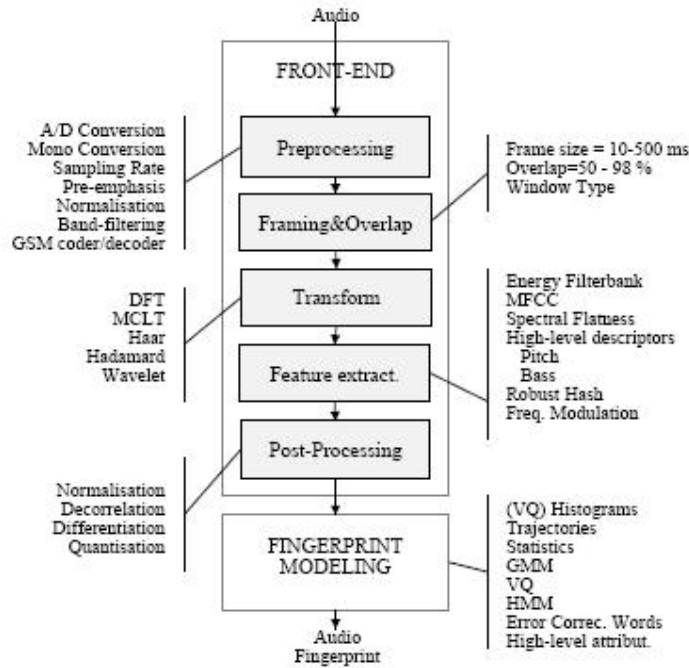 Audio
FRONT-END
A/D Conversion
Mono Conversion
Sampling Rate
Pre-emphasis
Normalisation
Band-filtering
GSM coder/decoder
Preprocessing
Frame size = 10-500 ms
Overlap=50 - 98 %
Window Type
Framing&Overlap
DFT
MCLT
Haar
Hadamard
Wavelet
Transform
Energy Filterbank
MFCC
Spectral Flatness
High-level descriptors
Pitch
Bass
Robust Hash
Freq. Modulation
Feature extract.
Post-Processing
Normalisation
Decorrelation
Differentiation
Quantisation
FINGERPRINT
MODELING
(VQ) Histograms
Trajectories
Statistics
GMM
VQ
HMM
Error Correc. Words
High-level attribut.
Audio
Fingerprint